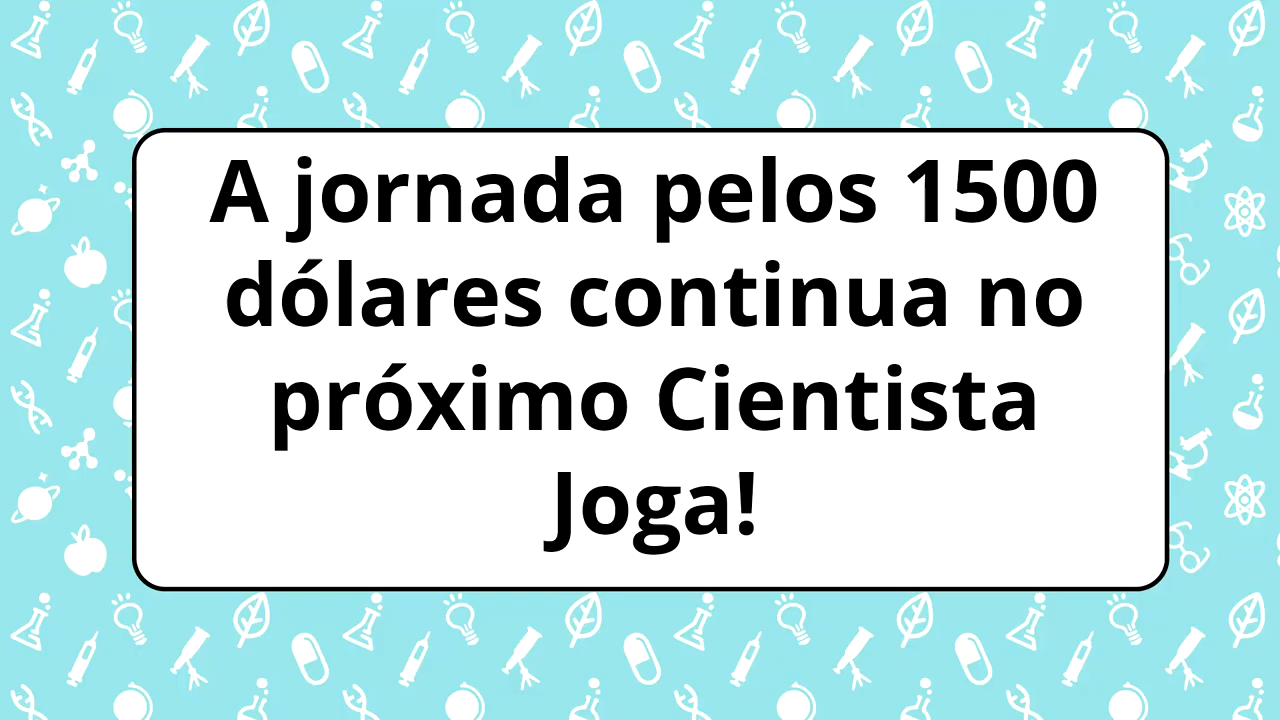 A jornada pelos 1500
dólares continua no
próximo Cientista
Joga!